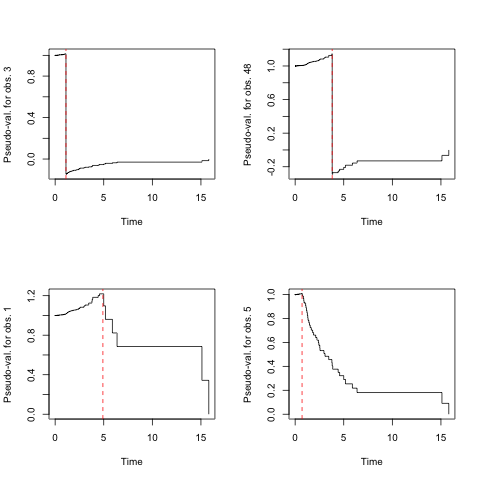 Pseudo-val. for obs. 3
0.0 0.4 0.8
0 5 10 15
Time
Pseudo-val. for obs. 48
-0.2 0.2 0.6 1.0
0 5 10 15
Time
Pseudo-val. for obs. 1
0.0 0.4 0.8 1.2
0 5 10 15
Time
Pseudo-val. for obs. 5
0.0 0.2 0.4 0.6 0.8 1.0
0 5 10 15
Time